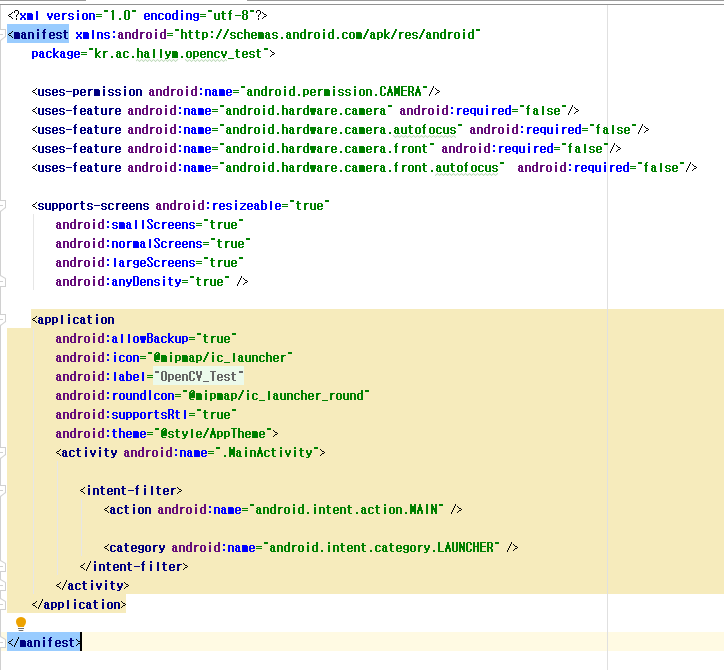 <?xml version="1.0" encoding="utf-8"?>
<manifest xmlns:android="http://schemas.android.com/apk/res/android"
package="kr.ac.hallym.opencv_test">
<uses-permission android:name="android.permission.CAMERA"/>
<uses-feature android:name="android.hardware.camera" android:required="false"/>
<uses-feature android:name="android.hardware.camera.autofocus" android:required="false"/>
<uses-feature android:name="android.hardware.camera.front" android:required="false"/>
<uses-feature android:name="android.hardware.camera.front.autofocus" android:required="false"/>
<supports-screens android:resizeable="true"
android:smallScreens="true"
android:normalScreens="true"
android:largeScreens="true"
android:anyDensity="true" />
<application
android:allowBackup="true"
android:icon="@mipmap/ic_launcher"
android:label="OpenCV_Test"
android:roundIcon="@mipmap/ic_launcher_round"
android:supportsRtl="true"
android:theme="@style/AppTheme">
<activity android:name=".MainActivity">
<intent-filter>
<action android:name="android.intent.action.MAIN" />
<category android:name="android.intent.category.LAUNCHER" />
</intent-filter>
</activity>
</application>
</manifest>